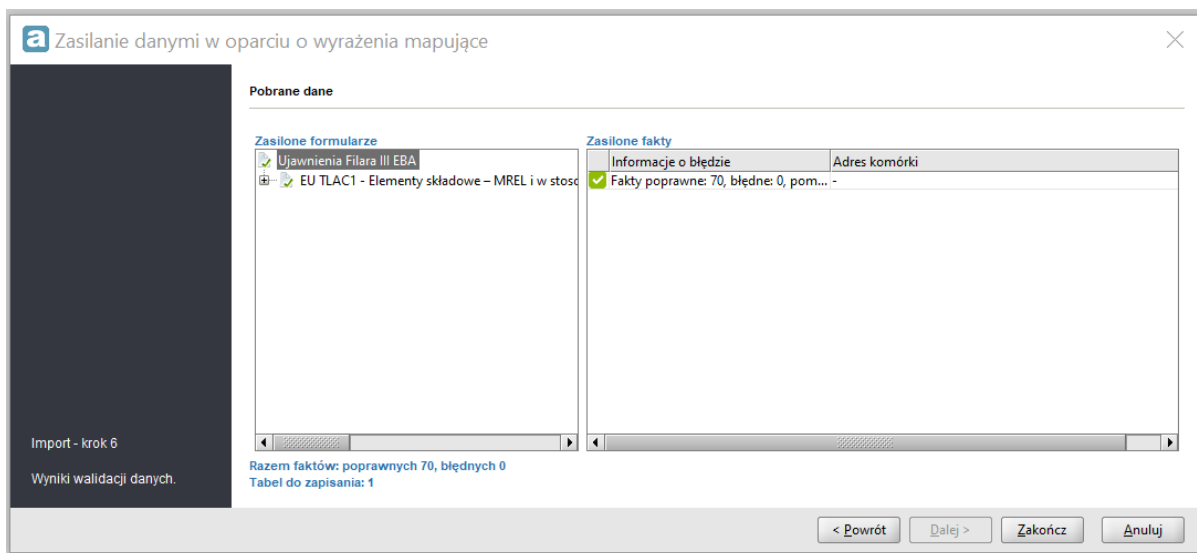 a Zasilanie danymi w oparciu o wyrażenia mapujące
Pobrane dane
Zasilone formularze
Ujawnienia Filara III EBA
EU TLAC1 - Elementy składowe – MREL i w stosc
Zasilone fakty
Informacje o błędzie Adres komórki
Fakty poprawne: 70, błędne: 0, pom... -
Razem faktów: poprawnych 70, błędnych 0
Tabel do zapisania: 1
Import - krok 6
Wyniki walidacji danych.
< Powrót Dalej > Zakończ Anuluj